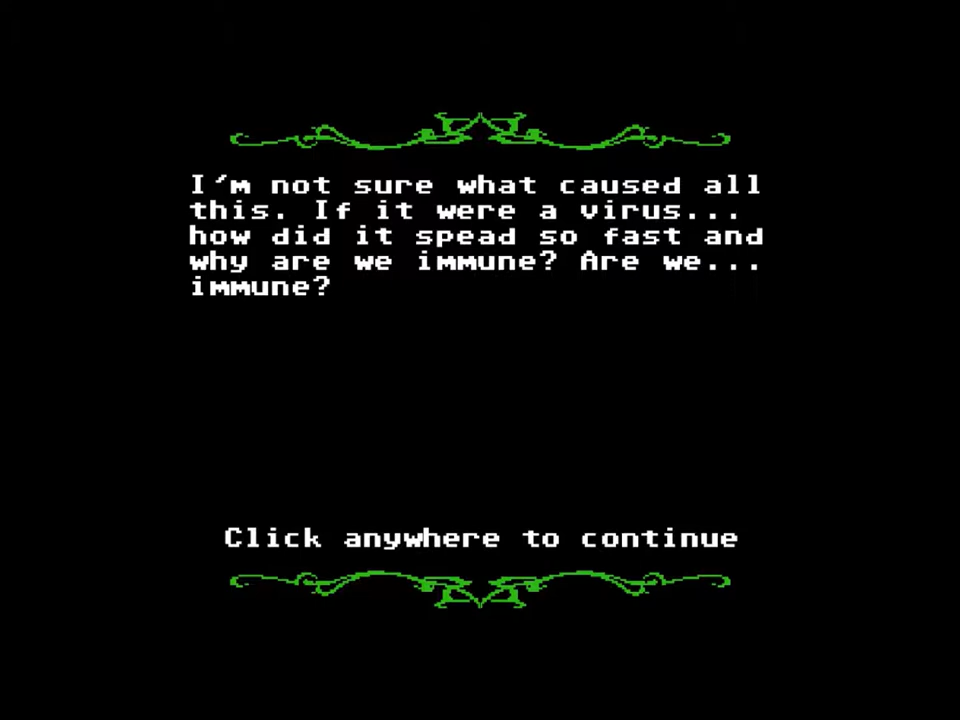 I'm not sure what caused all
this. If it were a virus...
how did it spead so fast and
why are we immune? Are we...
immune?
Click anywhere to continue